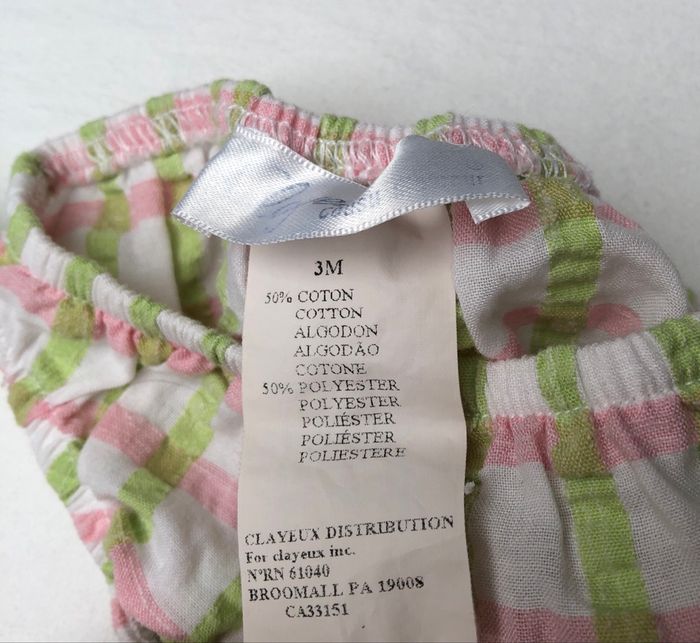 3M
50% COTON
COTTON
ALGODON
ALGODÃO
COTONE
50% POLYESTER
POLYESTER
POLIÉSTER
POLIÉSTER
POLIESTERE
CLAYEUX DISTRIBUTION
For clayeux inc.
N°RN 61040
BROOMALL PA 19008
CA33151